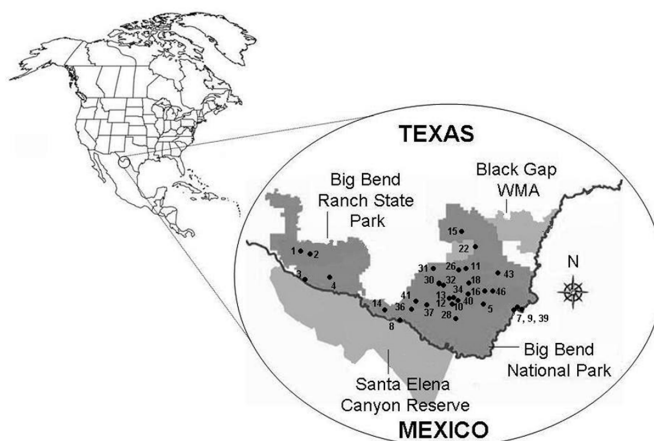 TEXAS
Black Gap
WMA
Big Bend
Ranch State
Park
15
22
1
2
31
26
11
43
3
4
30
32
18
41
13
34
16
46
14
36
12
10
40
5
37
8
28
7, 9, 39
N
Big Bend
National Park
Santa Elena
Canyon Reserve
MEXICO